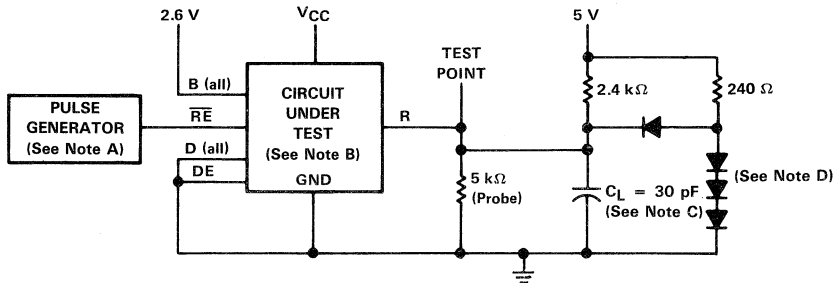 2.6 V
VCC
5 V
TEST
POINT
B (all)
CIRCUIT
UNDER
TEST
(See Note B)
GND
2.4 kΩ
240 Ω
PULSE
GENERATOR
(See Note A)
RE
R
D (all)
DE
5 kΩ
(Probe)
CL = 30 pF
(See Note C)
(See Note D)